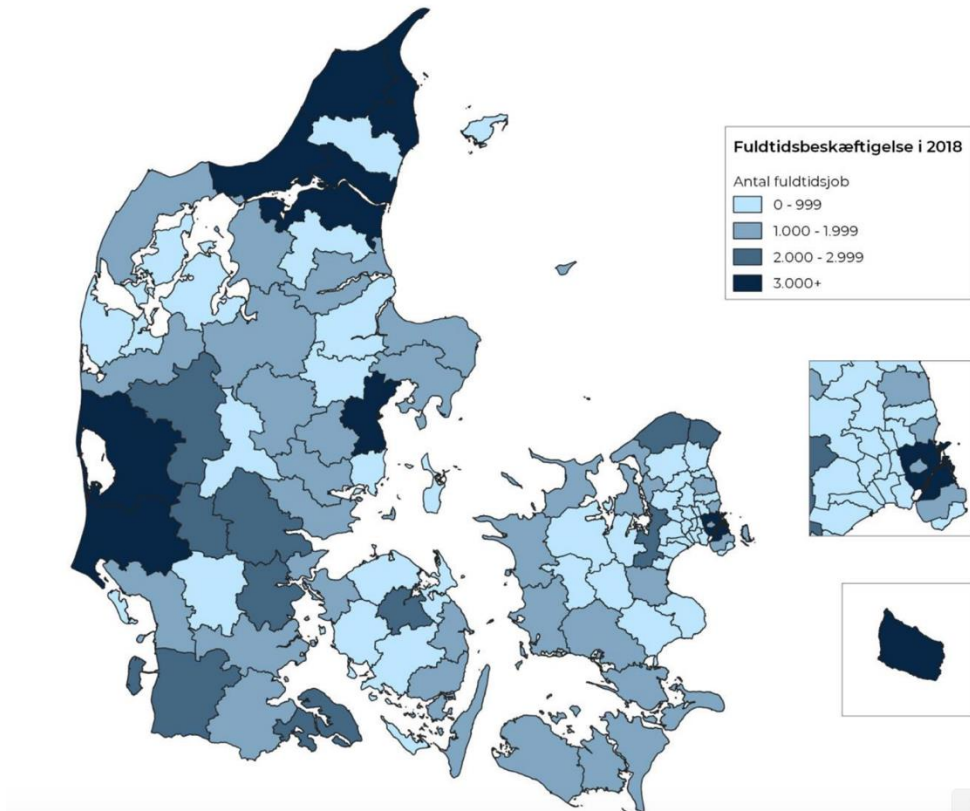 Fuldtidsbeskæftigelse i 2018
Antal fuldtidsjob
0 - 999
1.000 - 1.999
2.000 - 2.999
3.000+